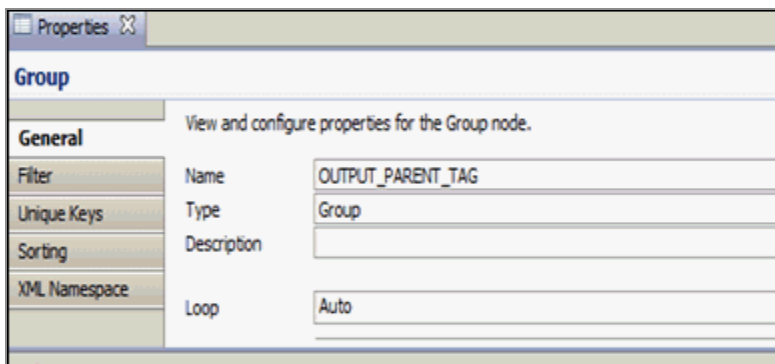 Properties
Group
General
View and configure properties for the Group node.
Filter
Name OUTPUT_PARENT_TAG
Unique Keys
Type Group
Sorting
Description
XML Namespace
Loop Auto